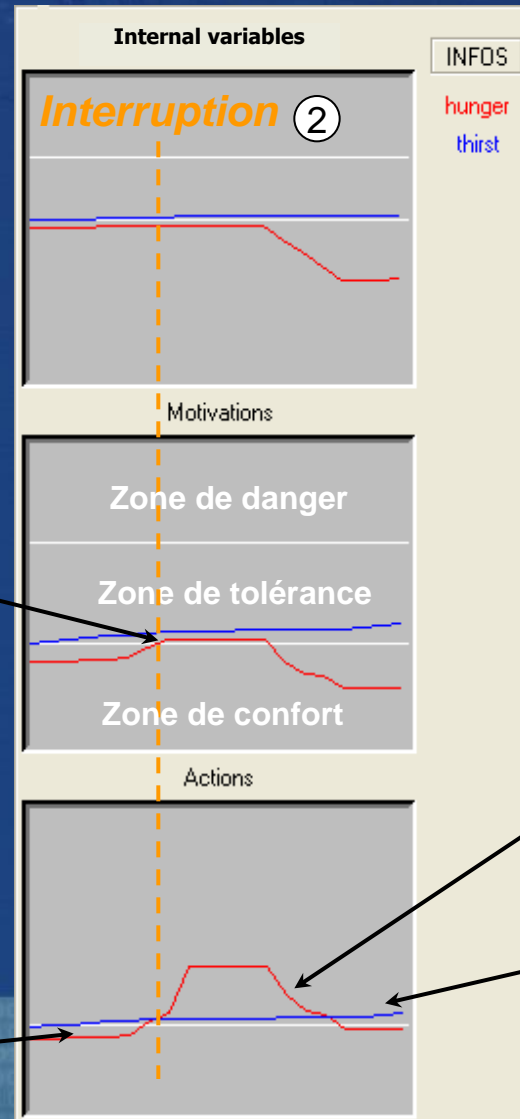 Internal variables
INFOS
Interruption 2
hunger
thirst
Motivations
Zone de danger
Zone de tolérance
Zone de confort
Actions